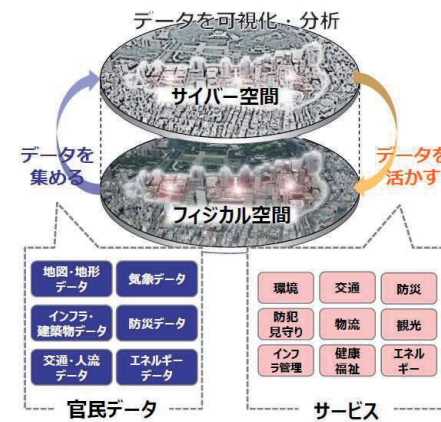 データを可視化・分析
サイバー空間
データを
集める
データを
活かす
フィジカル空間
地図・地形
データ
気象データ
インフラ・
建築物データ
防災データ
交通・人流
データ
エネルギー
データ
官民データ
環境
交通
防災
防犯
見守り
物流
観光
インフ
ラ管理
健康
福祉
エネル
ギー
サービス